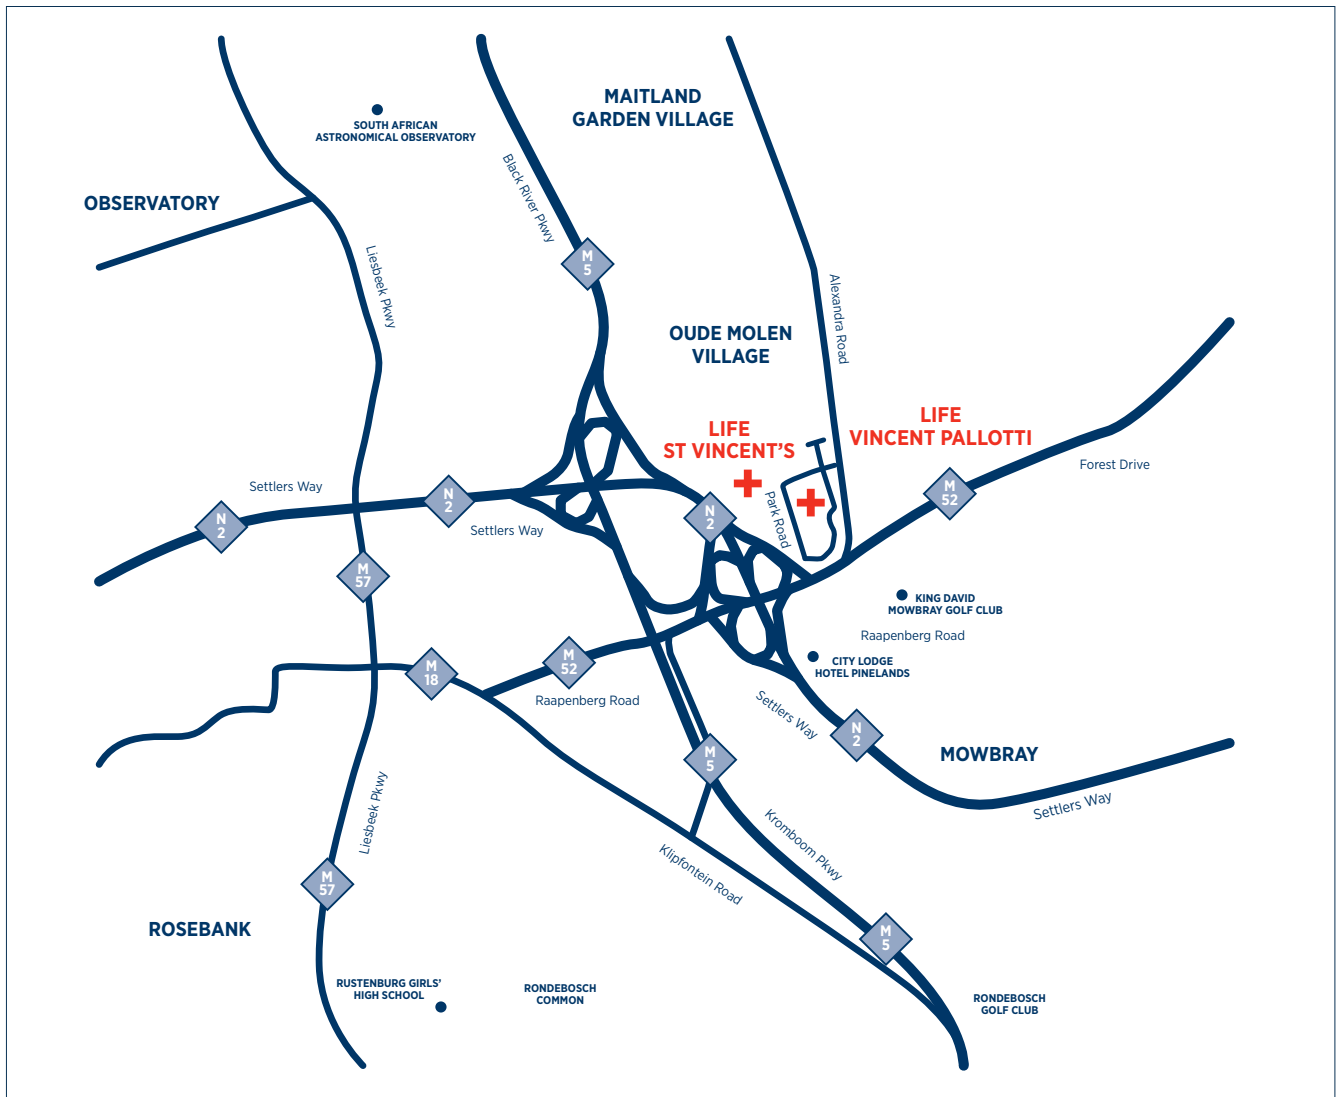 MAITLAND
GARDEN VILLAGE
SOUTH AFRICAN
ASTRONOMICAL OBSERVATORY
Black River Pkwy
OBSERVATORY
Liesbeek Pkwy
M
5
Alexandra Road
OUDE MOLEN
VILLAGE
LIFE
ST VINCENT'S
LIFE
VINCENT PALLOTTI
Forest Drive
M
52
Settlers Way
N
2
N
2
Settlers Way
N
2
Park Road
M
57
KING DAVID
MOWBRAY GOLF CLUB
Raapenberg Road
CITY LODGE
HOTEL PINELANDS
M
18
M
52
Raapenberg Road
Settlers Way
N
2
MOWBRAY
M
5
Settlers Way
Liesbeek Pkwy
Kromboom Pkwy
Klipfontein Road
M
57
ROSEBANK
M
5
RUSTENBURG GIRLS'
HIGH SCHOOL
RONDEBOSCH
COMMON
RONDEBOSCH
GOLF CLUB